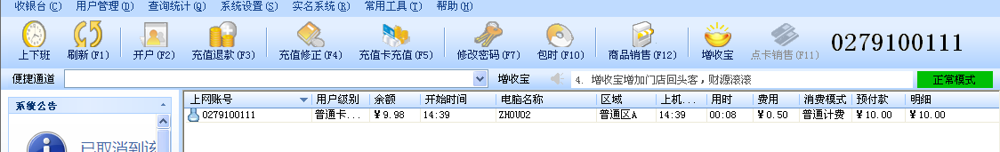 收银台(C) 用户管理(D) 查询统计(Q) 系统设置(S) 实名系统(R) 常用工具(T) 帮助(H)
上下班 刷新(F1) 开户(F2) 充值退款(F3) 充值修正(F4) 充值卡充值(F5) 修改密码(F7) 包时(F10) 商品销售(F12) 增收宝 点卡销售(F11) 0279100111
便捷通道 增收宝 4. 增收宝增加门店回头客，财源滚滚 正常模式
系统公告
上网账号 用户级别 余额 开始时间 电脑名称 区域 上机... 用时 费用 消费模式 预付款 明细
0279100111 普通卡... ￥9.98 14:39 ZHOU02 普通区A 14:39 00:08 ￥0.50 普通计费 ￥10.00 ￥10.00
已取消到该